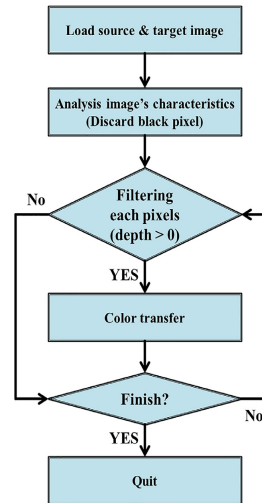 Load source & target image
Analysis image's characteristics
(Discard black pixel)
No
Filtering
each pixels
(depth > 0)
YES
Color transfer
Finish?
No
YES
Quit